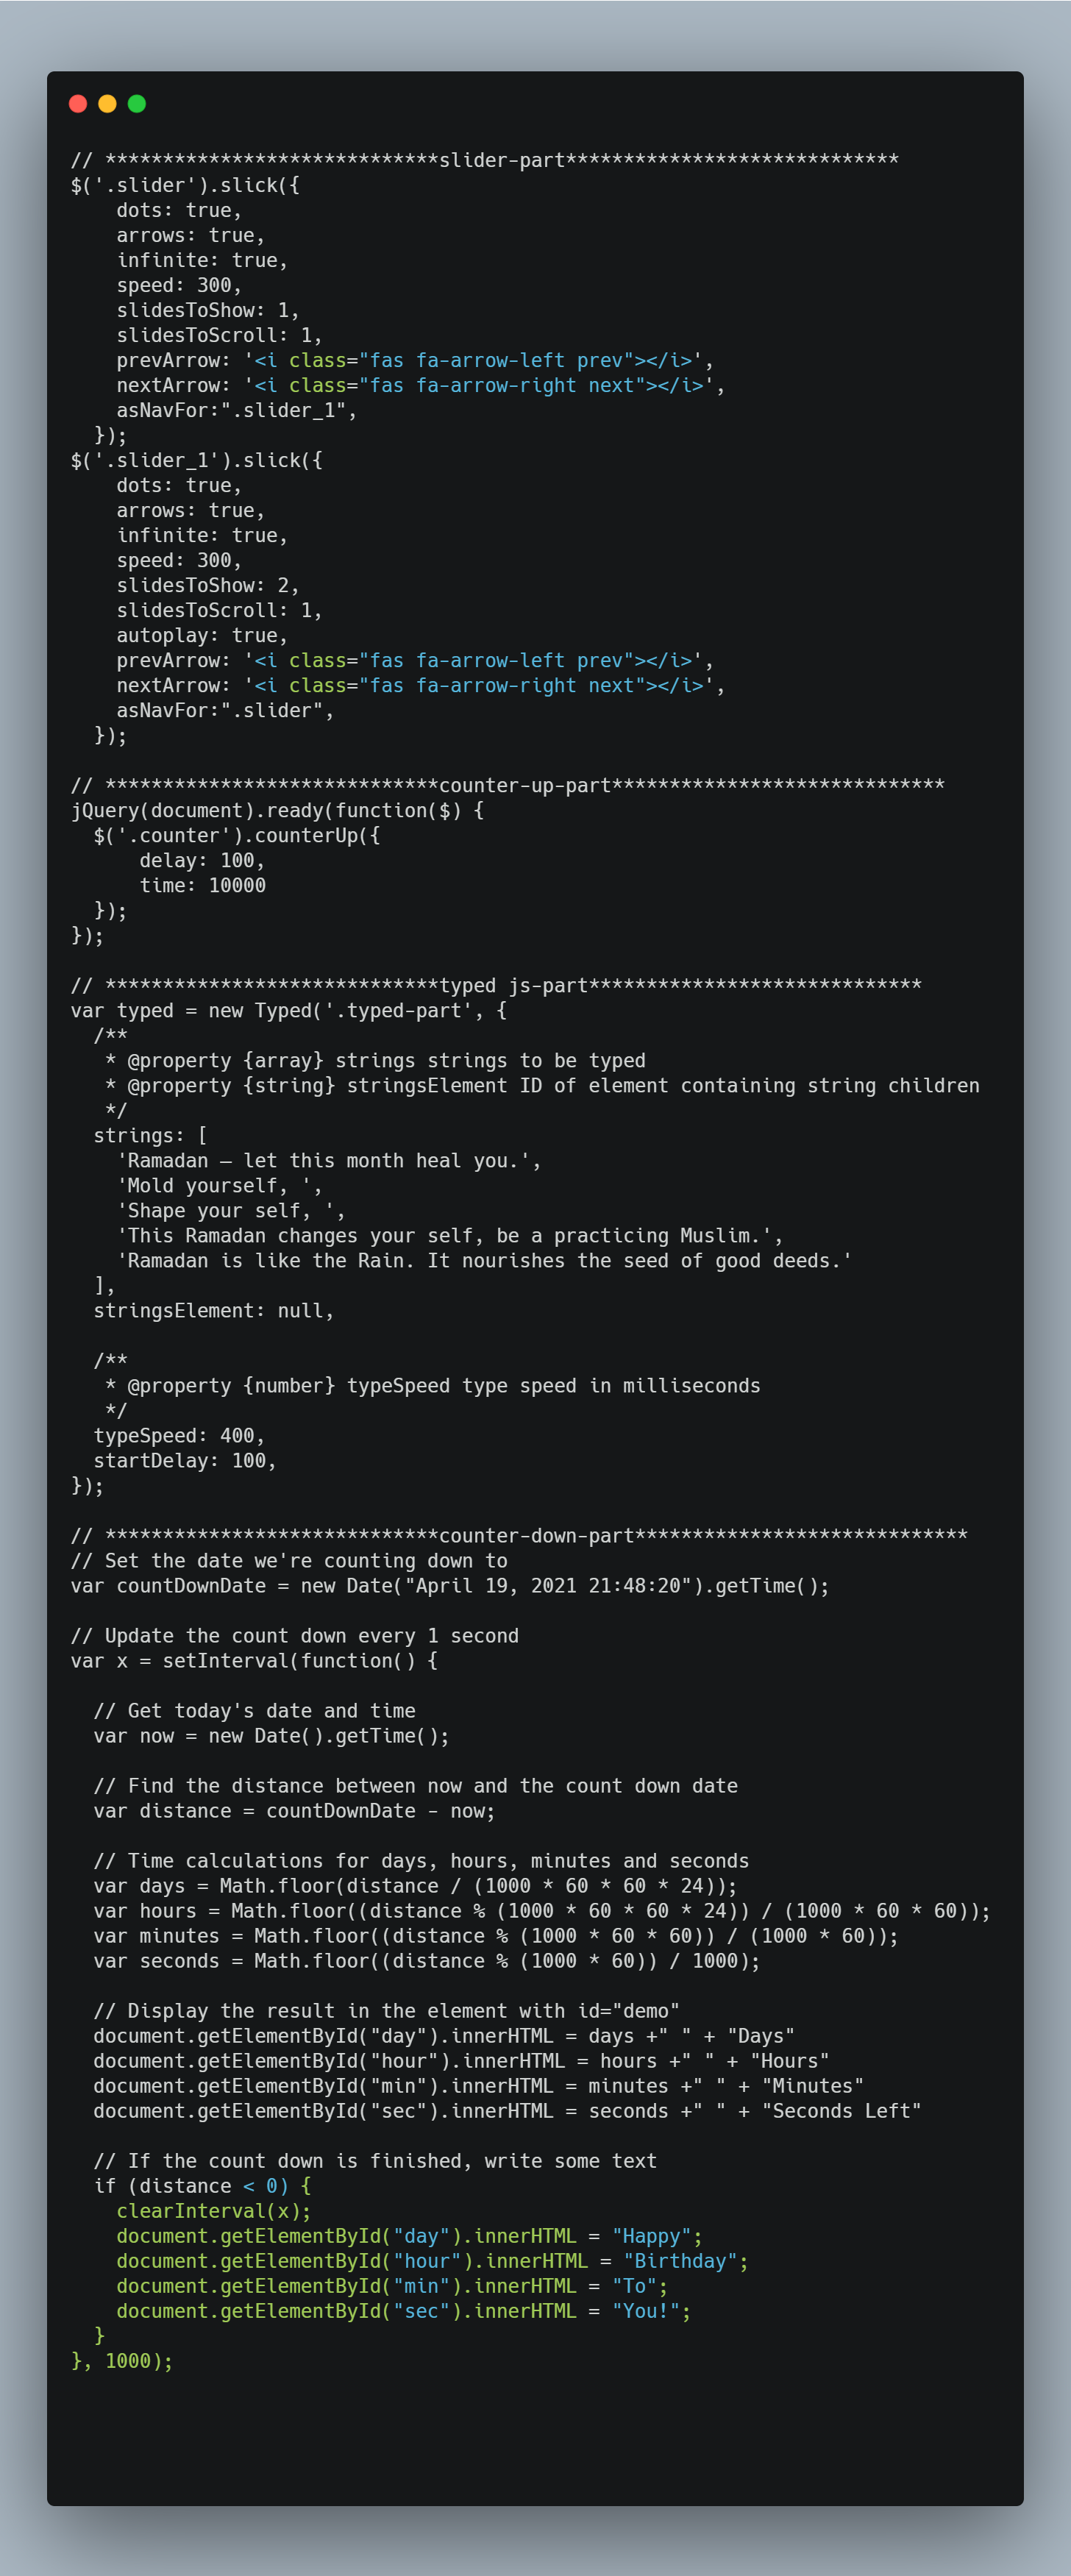 // *****************************slider-part*****************************
$('.slider').slick({
    dots: true,
    arrows: true,
    infinite: true,
    speed: 300,
    slidesToShow: 1,
    slidesToScroll: 1,
    prevArrow: '<i class="fas fa-arrow-left prev"></i>',
    nextArrow: '<i class="fas fa-arrow-right next"></i>',
    asNavFor:".slider_1",
  });
$('.slider_1').slick({
    dots: true,
    arrows: true,
    infinite: true,
    speed: 300,
    slidesToShow: 2,
    slidesToScroll: 1,
    autoplay: true,
    prevArrow: '<i class="fas fa-arrow-left prev"></i>',
    nextArrow: '<i class="fas fa-arrow-right next"></i>',
    asNavFor:".slider",
  });

// *****************************counter-up-part*****************************
jQuery(document).ready(function($) {
  $('.counter').counterUp({
      delay: 100,
      time: 10000
  });
});

// *****************************typed js-part*****************************
var typed = new Typed('.typed-part', {
  /**
   * @property {array} strings strings to be typed
   * @property {string} stringsElement ID of element containing string children
   */
  strings: [
    'Ramadan – let this month heal you.',
    'Mold yourself, ',
    'Shape your self, ',
    'This Ramadan changes your self, be a practicing Muslim.',
    'Ramadan is like the Rain. It nourishes the seed of good deeds.'
  ],
  stringsElement: null,

  /**
   * @property {number} typeSpeed type speed in milliseconds
   */
  typeSpeed: 400,
  startDelay: 100,
});

// *****************************counter-down-part*****************************
// Set the date we're counting down to
var countDownDate = new Date("April 19, 2021 21:48:20").getTime();

// Update the count down every 1 second
var x = setInterval(function() {

  // Get today's date and time
  var now = new Date().getTime();

  // Find the distance between now and the count down date
  var distance = countDownDate - now;

  // Time calculations for days, hours, minutes and seconds
  var days = Math.floor(distance / (1000 * 60 * 60 * 24));
  var hours = Math.floor((distance % (1000 * 60 * 60 * 24)) / (1000 * 60 * 60));
  var minutes = Math.floor((distance % (1000 * 60 * 60)) / (1000 * 60));
  var seconds = Math.floor((distance % (1000 * 60)) / 1000);

  // Display the result in the element with id="demo"
  document.getElementById("day").innerHTML = days +" " + "Days"
  document.getElementById("hour").innerHTML = hours +" " + "Hours"
  document.getElementById("min").innerHTML = minutes +" " + "Minutes"
  document.getElementById("sec").innerHTML = seconds +" " + "Seconds Left"

  // If the count down is finished, write some text
  if (distance < 0) {
    clearInterval(x);
    document.getElementById("day").innerHTML = "Happy";
    document.getElementById("hour").innerHTML = "Birthday";
    document.getElementById("min").innerHTML = "To";
    document.getElementById("sec").innerHTML = "You!";
  }
}, 1000);